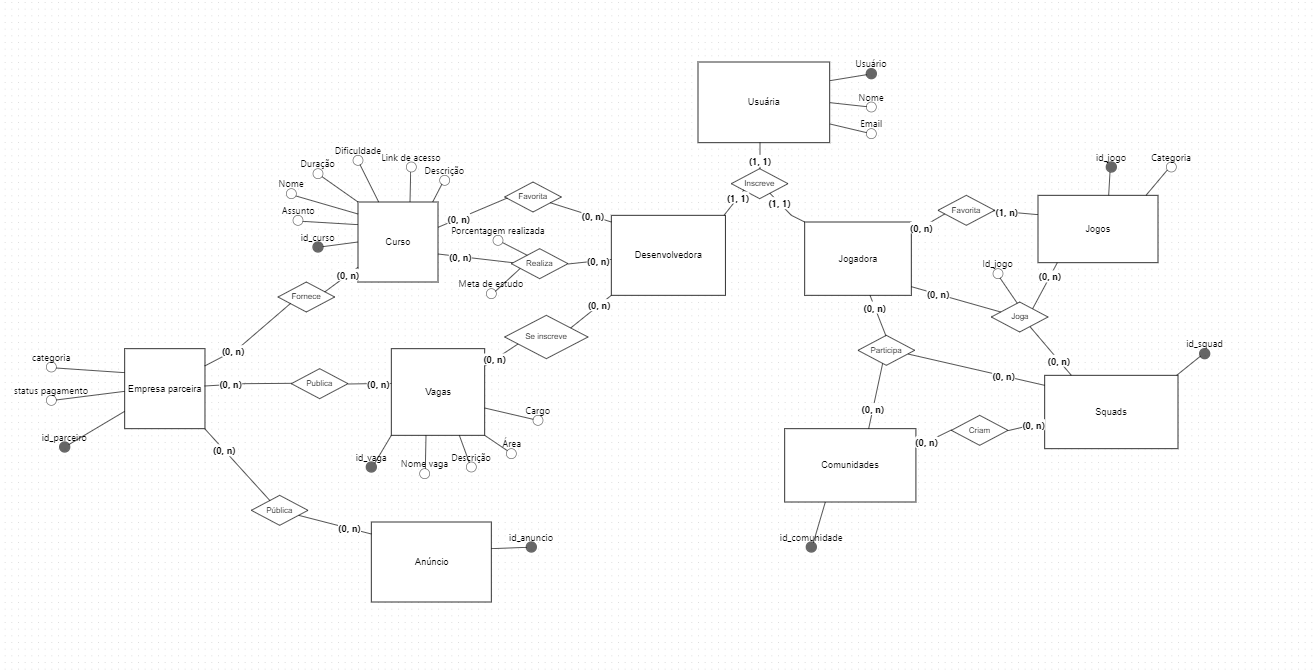 Usuário
Usuária
Nome
Email
(1, 1)
Inscreve
(1, 1)
(1, 1)
Dificuldade
Link de acesso
Duração
Descrição
Nome
Assunto
id_curso
Curso
(0, n)
Favorita
(0, n)
Porcentagem realizada
(0, n)
Realiza
(0, n)
Meta de estudo
Desenvolvedora
(0, n)
Se inscreve
(0, n)
(0, n)
Fornece
(0, n)
categoria
status pagamento
id_parceiro
Empresa parceira
(0, n)
Publica
(0, n)
Vagas
Cargo
Área
Descrição
Nome vaga
id_vaga
(0, n)
Pública
(0, n)
Anúncio
id_anuncio
Jogadora
(0, n)
Favorita
(1, n)
id_jogo
Categoria
Jogos
(0, n)
Id_jogo
(0, n)
Joga
(0, n)
(0, n)
Participa
(0, n)
(0, n)
id_squad
Squads
(0, n)
Criam
(0, n)
Comunidades
id_comunidade